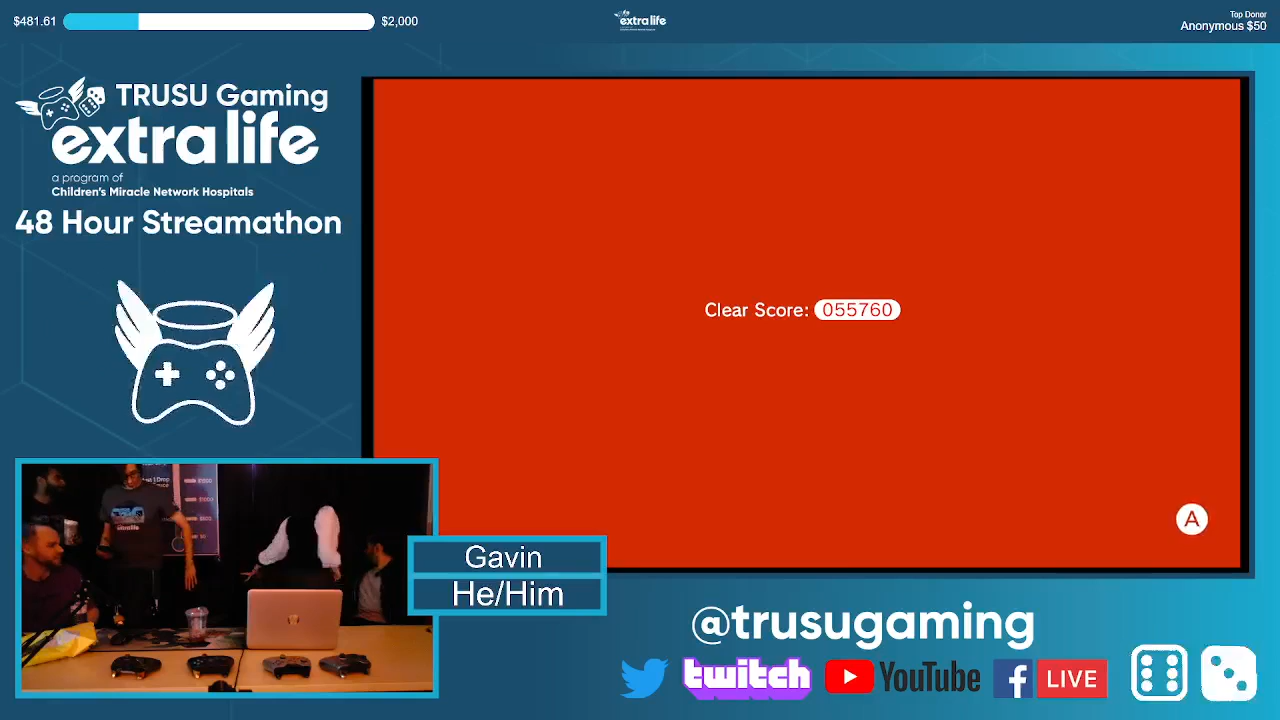 $481.61
$2,000
extra life
Top Donor
Anonymous $50
TRUSU Gaming
extra life
a program of
Children's Miracle Network Hospitals
48 Hour Streamathon
Clear Score: 055760
A
Gavin
He/Him
@trusugaming
twitch
YouTube
f LIVE